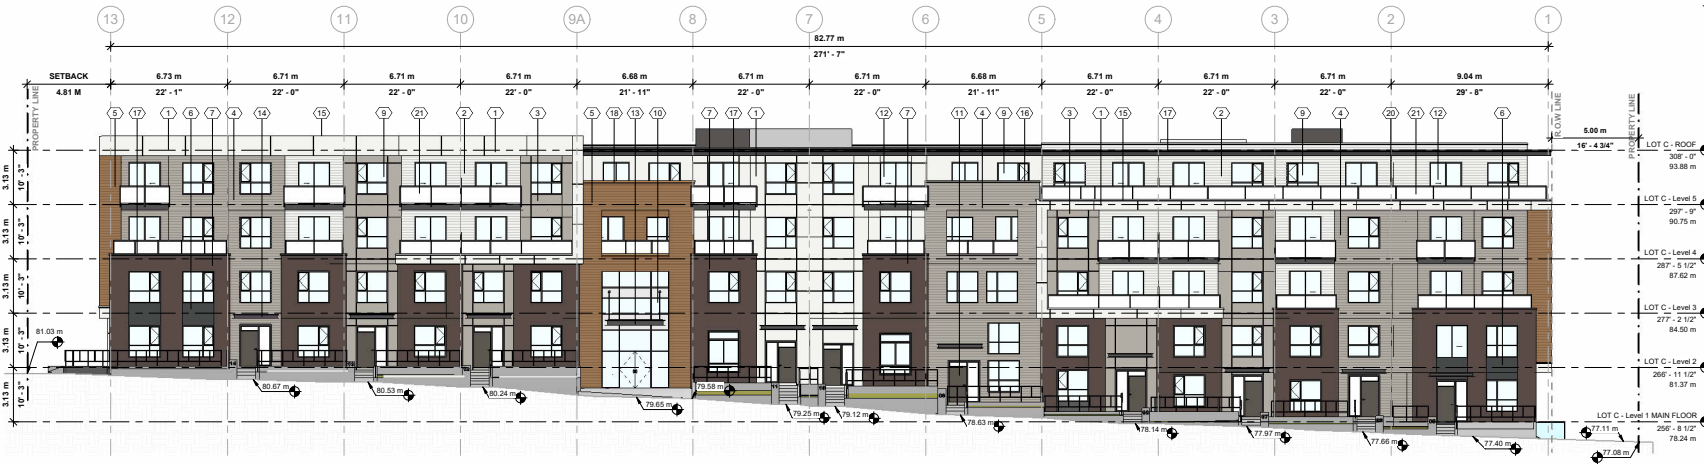 13 12 11 10 9A 8 7 6 5 4 3 2 1
82.77 m
271' - 7"
SETBACK 6.73 m 6.71 m 6.71 m 6.71 m 6.68 m 6.71 m 6.71 m 6.68 m 6.71 m 6.71 m 6.71 m 9.04 m
4.81 M 22' - 1" 22' - 0" 22' - 0" 22' - 0" 21' - 11" 22' - 0" 22' - 0" 21' - 11" 22' - 0" 22' - 0" 22' - 0" 29' - 8"
PROPERTY LINE
R.O.W LINE
PROPERTY LINE
5 17 1 6 7 4 14 15 9 21 2 1 3 5 18 13 10 7 17 1 12 7 11 4 9 16 3 1 15 17 2 9 4 20 21 12 6
5.00 m
16' - 4 3/4"
LOT C - ROOF
308' - 0"
93.88 m
3.13 m
10' - 3"
LOT C - Level 5
297' - 9"
90.75 m
3.13 m
10' - 3"
LOT C - Level 4
287' - 5 1/2"
87.62 m
3.13 m
10' - 3"
LOT C - Level 3
277' - 2 1/2"
84.50 m
3.13 m
10' - 3"
LOT C - Level 2
266' - 11 1/2"
81.37 m
3.13 m
10' - 3"
LOT C - Level 1 MAIN FLOOR
256' - 8 1/2"
78.24 m
81.03 m
80.67 m
80.53 m
80.24 m
79.65 m
79.58 m
79.25 m
79.12 m
78.63 m
78.14 m
77.97 m
77.66 m
77.40 m
77.11 m
77.08 m